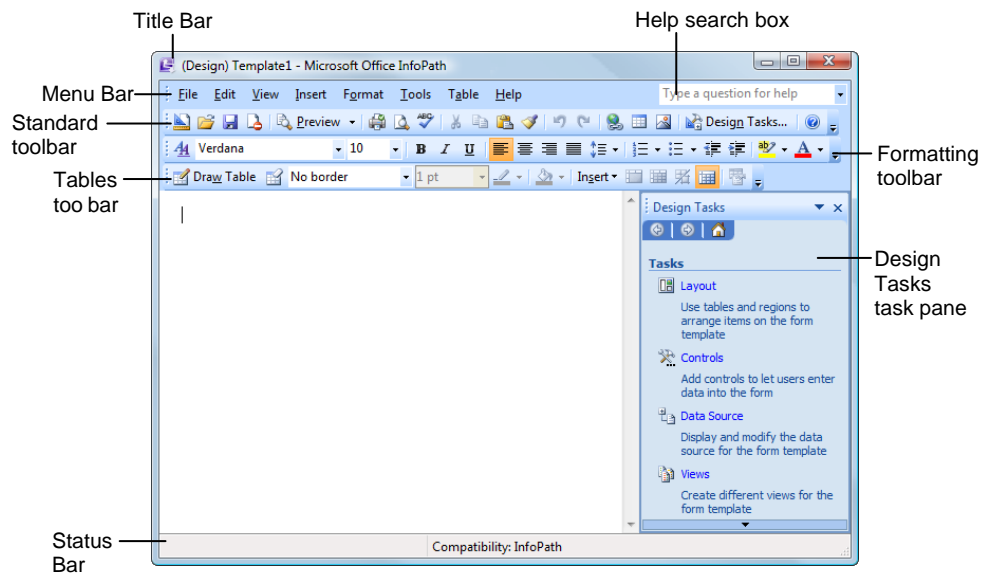 Title Bar
Help search box
(Design) Template1 - Microsoft Office InfoPath
Menu Bar
File Edit View Insert Format Tools Table Help
Type a question for help
Standard
toolbar
Preview
ABC
Design Tasks...
Verdana 10 B I U
ab A
Formatting
toolbar
Tables
too bar
Draw Table No border 1 pt Insert
Design Tasks
Tasks
Layout
Use tables and regions to
arrange items on the form
template
Controls
Add controls to let users enter
data into the form
Data Source
Display and modify the data
source for the form template
Views
Create different views for the
form template
Design
Tasks
task pane
Status
Bar
Compatibility: InfoPath